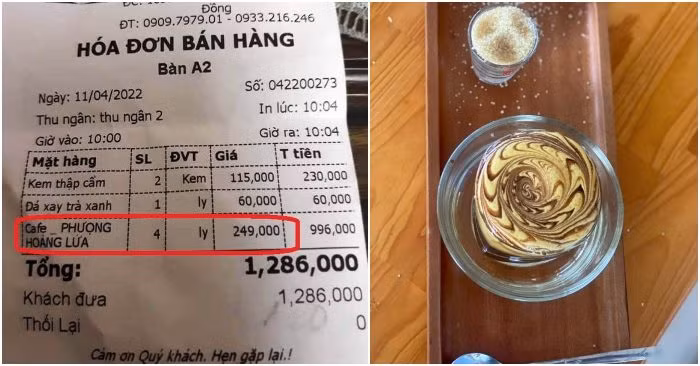 Đông
ĐT: 0909.7979.01 - 0933.216.246
HÓA ĐƠN BÁN HÀNG
Bàn A2
Số: 042200273
Ngày: 11/04/2022
In lúc: 10:04
Thu ngân: thu ngân 2
Giờ vào: 10:00
Giờ ra: 10:04
Mặt hàng SL ĐVT Giá T tiền
Kem thập cẩm 2 Kem 115,000 230,000
Đá xay trà xanh 1 ly 60,000 60,000
Cafe_ PHƯỢNG HOÀNG LỬA 4 ly 249,000 996,000
Tổng: 1,286,000
Khách đưa 1,286,000
Thối Lại 0
Cảm ơn Quý khách. Hẹn gặp lại.!